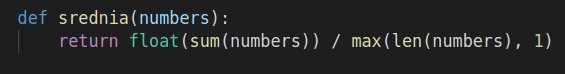 def srednia(numbers):
    return float(sum(numbers)) / max(len(numbers), 1)